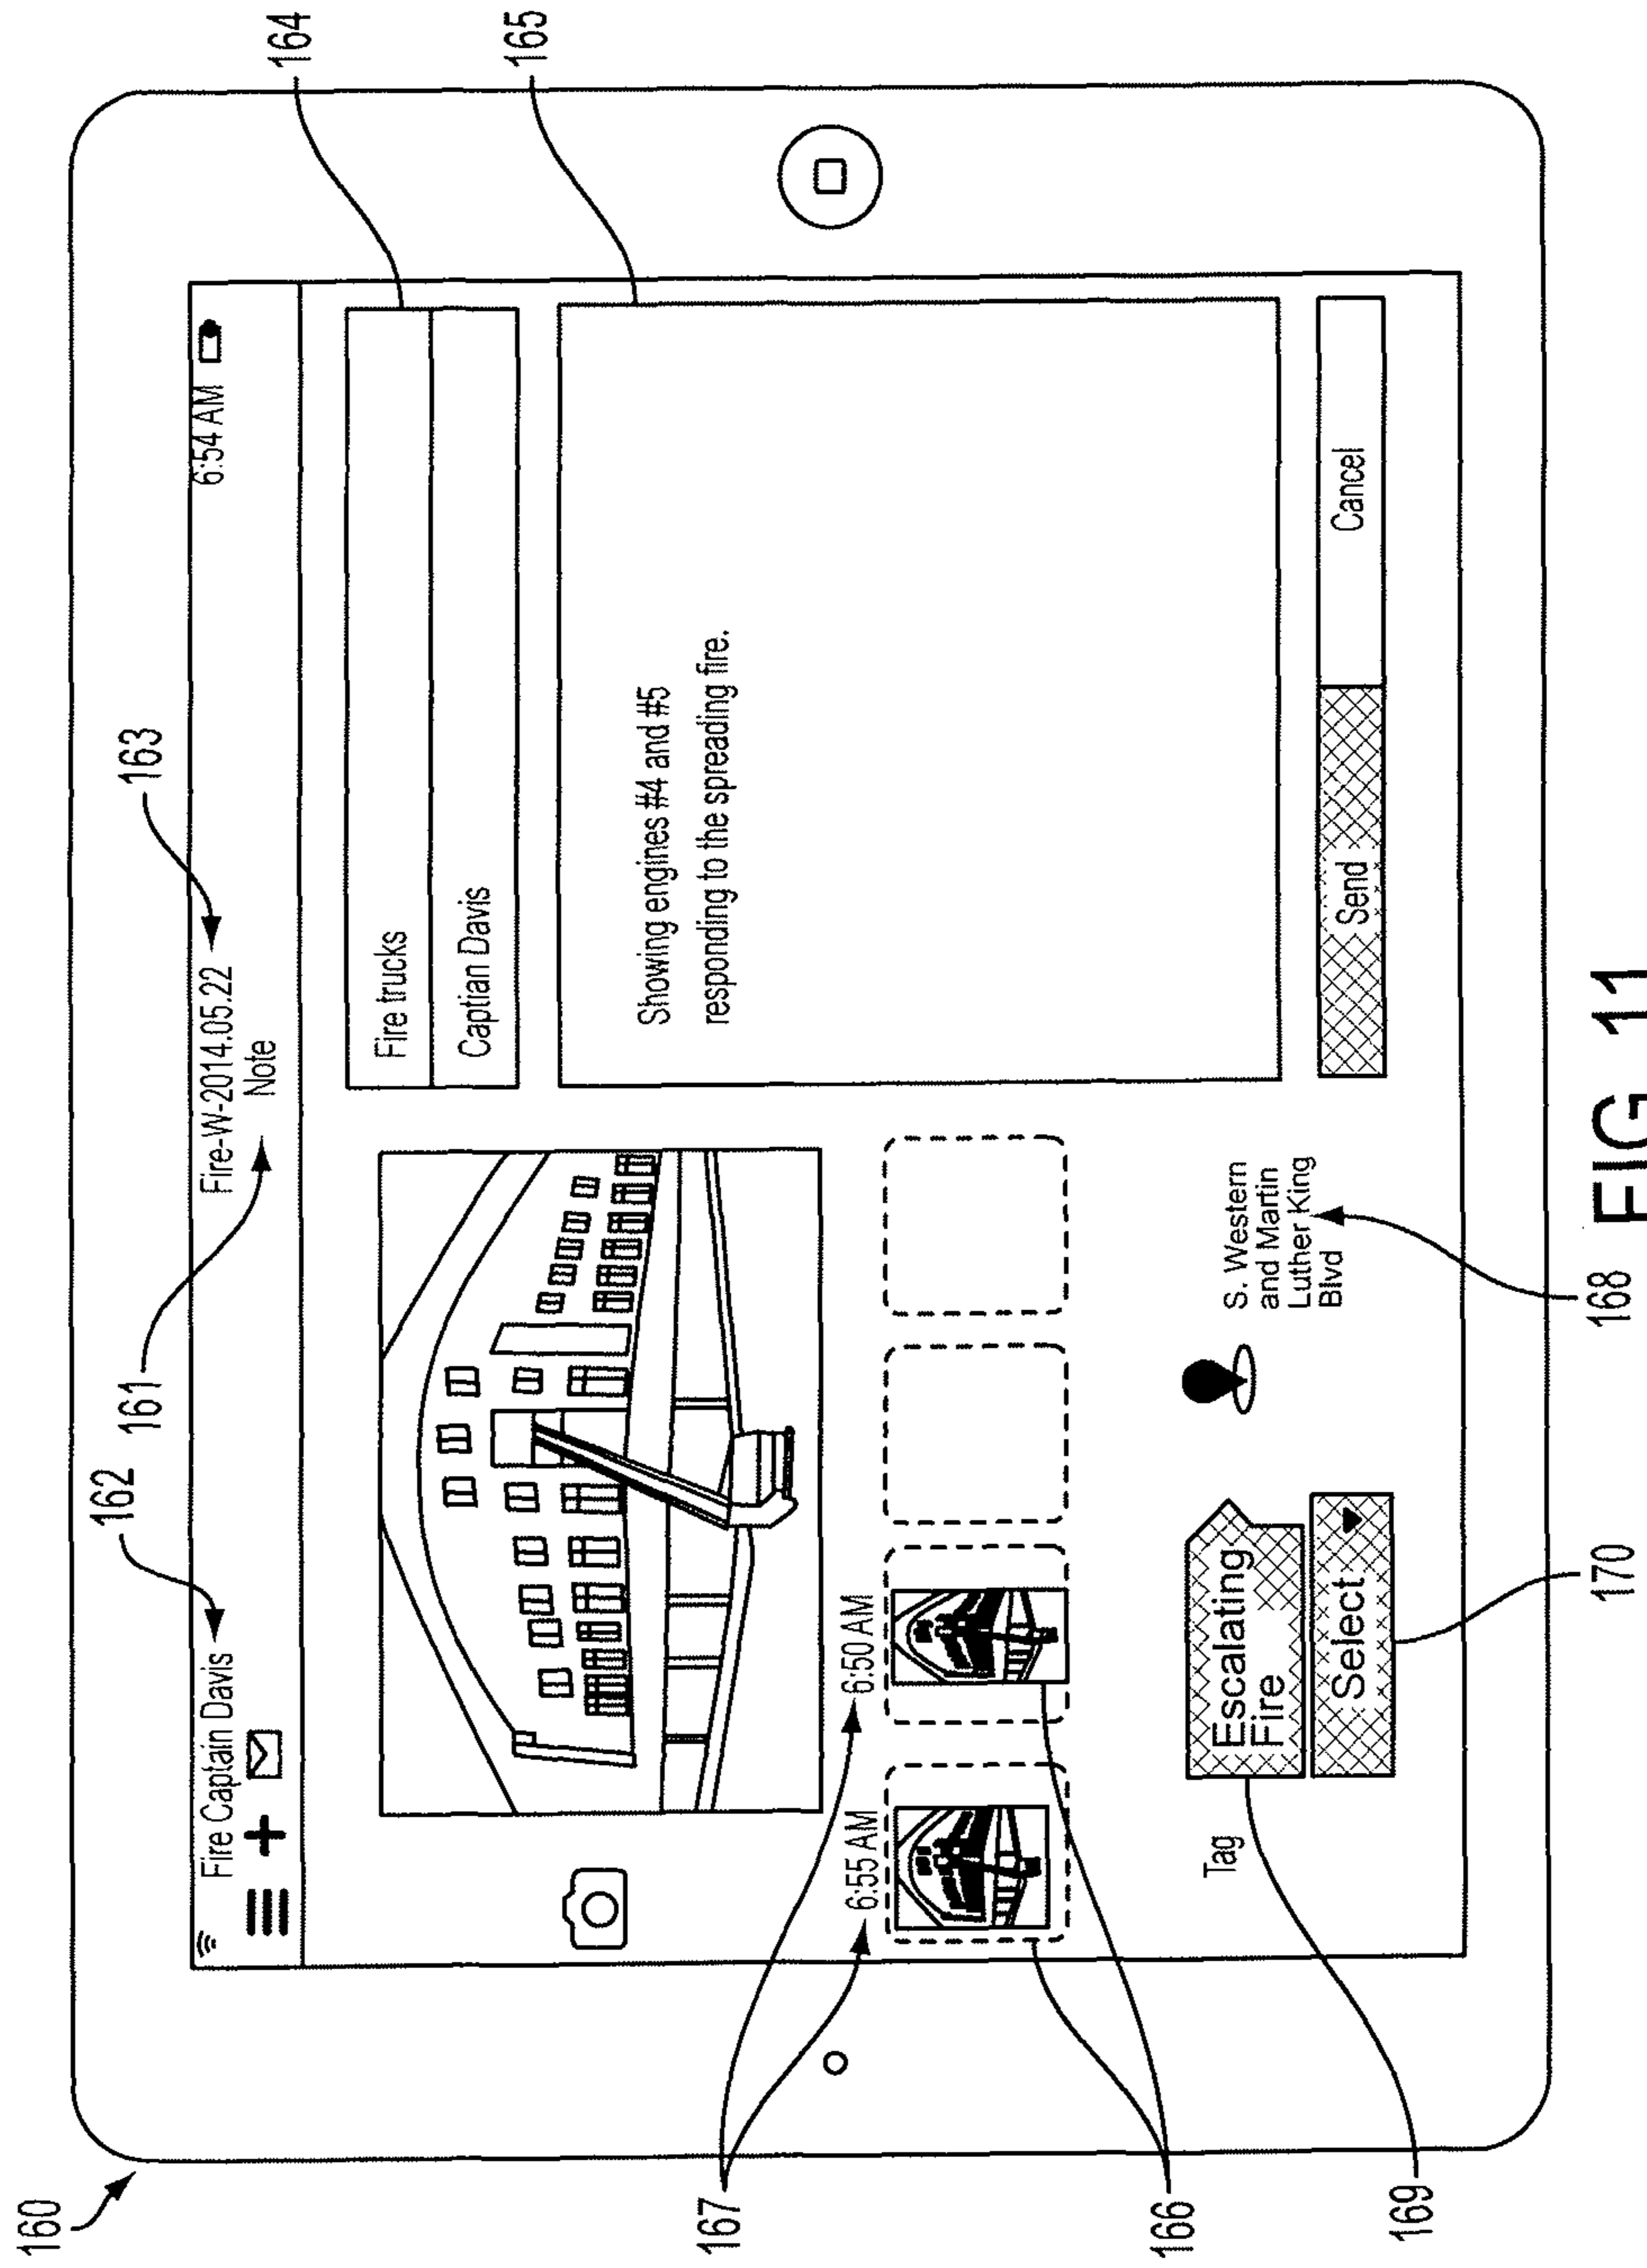 160
162
161
163
164
165
Fire Captain Davis
Fire-W-2014.05.22
6:54 AM
Note
Fire trucks
Captian Davis
Showing engines #4 and #5
responding to the spreading fire.
6:55 AM
6:50 AM
Tag
Escalating
Fire
Select
S. Western
and Martin
Luther King
Blvd
Send
Cancel
167
166
169
170
168
FIG. 11